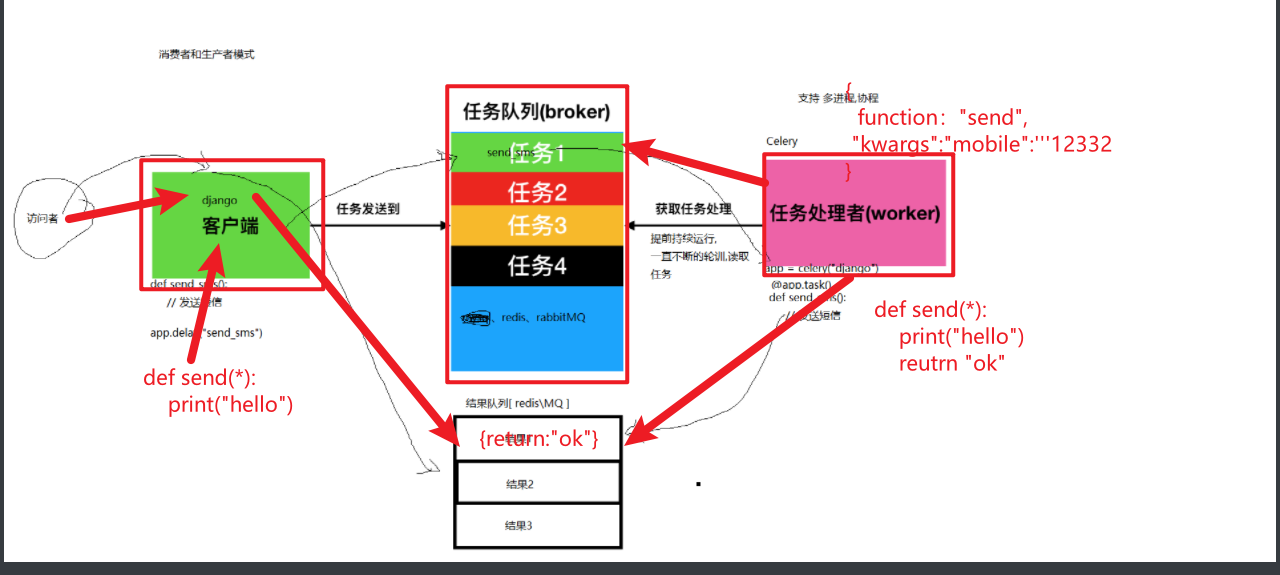 消费者和生产者模式
任务队列(broker)
send_sms
任务1
任务2
任务3
任务4
、redis、rabbitMQ
访问者
django
客户端
任务发送到
def send_sms():
// 发送短信
app.delay("send_sms")
def send(*):
print("hello")
获取任务处理
提前持续运行,
一直不断的轮训,读取
任务
支持 多进程,协程
{
function："send",
"kwargs":"mobile":'''12332
}
Celery
任务处理者(worker)
app = celery("django")
@app.task()
def send_sms():
// 发送短信
def send(*):
print("hello")
reutrn "ok"
结果队列[ redis\MQ ]
{return:"ok"}
结果2
结果3